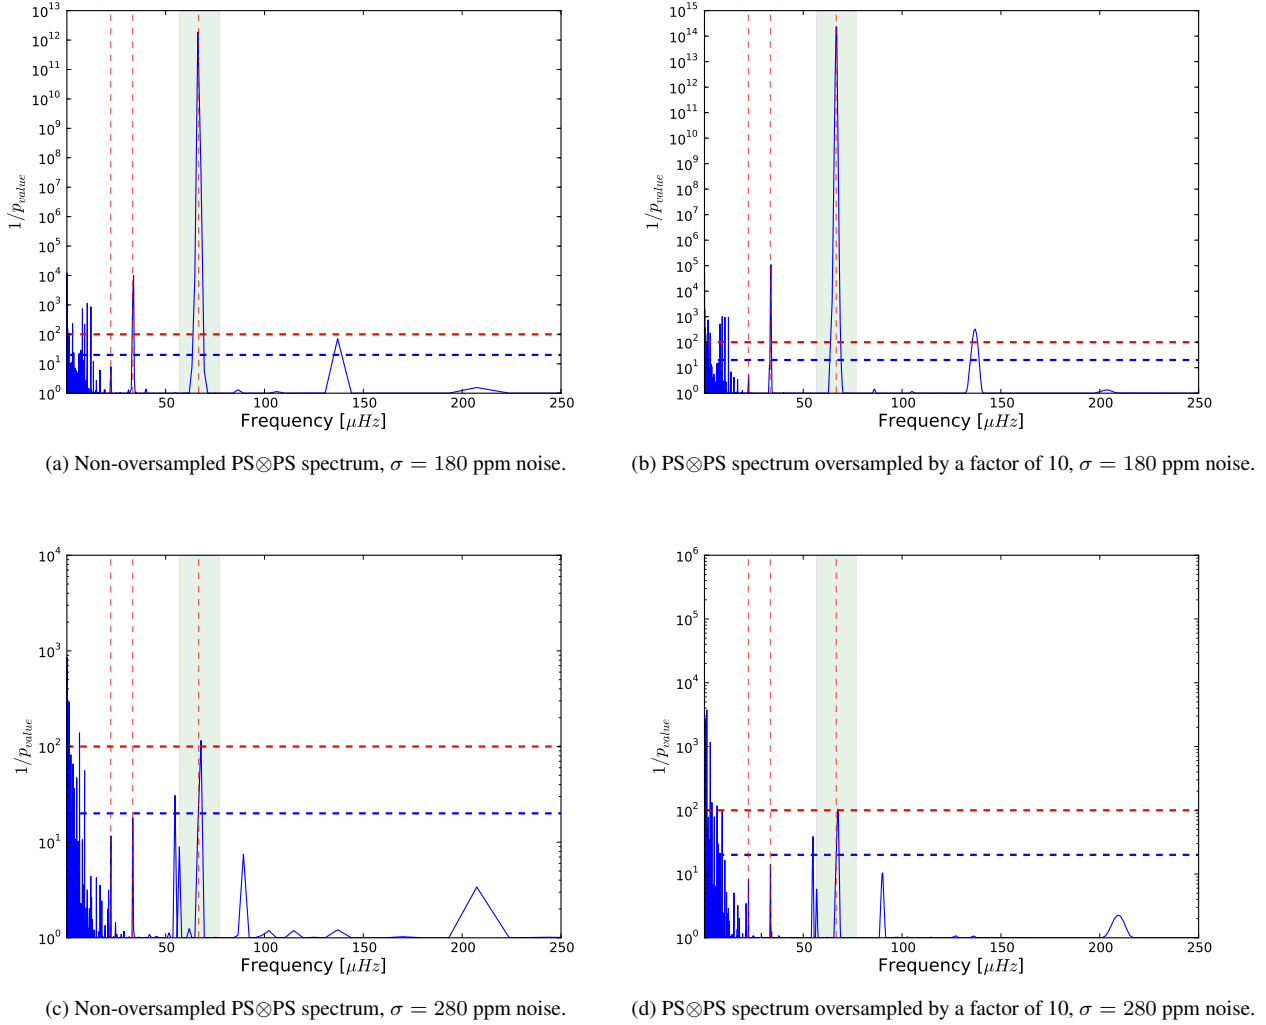 10^13
10^12
10^11
10^10
10^9
10^8
10^7
10^6
10^5
10^4
10^3
10^2
10^1
10^0
1/p_value
50 100 150 200 250
Frequency [μHz]
(a) Non-oversampled PS⊗PS spectrum, σ = 180 ppm noise.
10^15
10^14
10^13
10^12
10^11
10^10
10^9
10^8
10^7
10^6
10^5
10^4
10^3
10^2
10^1
10^0
1/p_value
50 100 150 200 250
Frequency [μHz]
(b) PS⊗PS spectrum oversampled by a factor of 10, σ = 180 ppm noise.
10^4
10^3
10^2
10^1
10^0
1/p_value
50 100 150 200 250
Frequency [μHz]
(c) Non-oversampled PS⊗PS spectrum, σ = 280 ppm noise.
10^6
10^5
10^4
10^3
10^2
10^1
10^0
1/p_value
50 100 150 200 250
Frequency [μHz]
(d) PS⊗PS spectrum oversampled by a factor of 10, σ = 280 ppm noise.